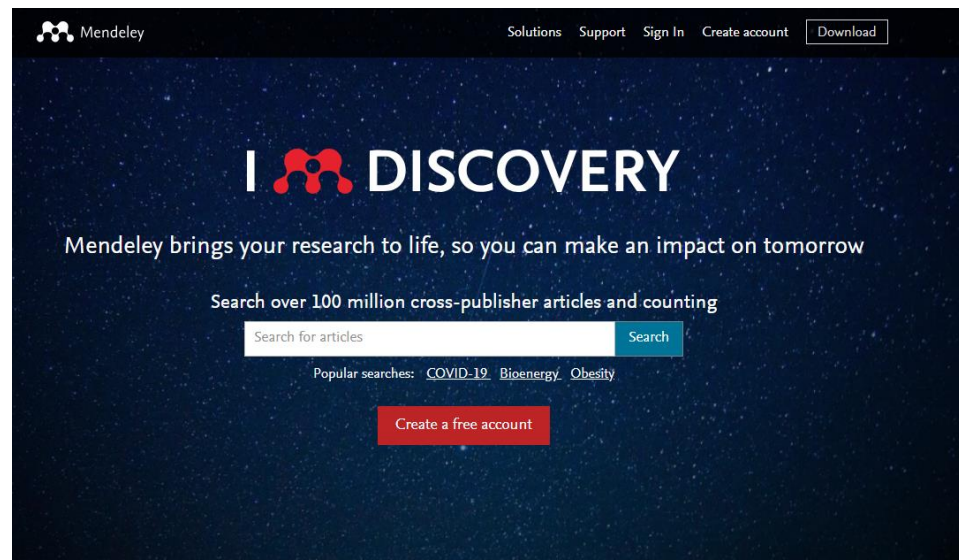 Mendeley Solutions Support Sign In Create account Download
I DISCOVERY
Mendeley brings your research to life, so you can make an impact on tomorrow
Search over 100 million cross-publisher articles and counting
Search for articles Search
Popular searches: COVID-19 Bioenergy Obesity
Create a free account